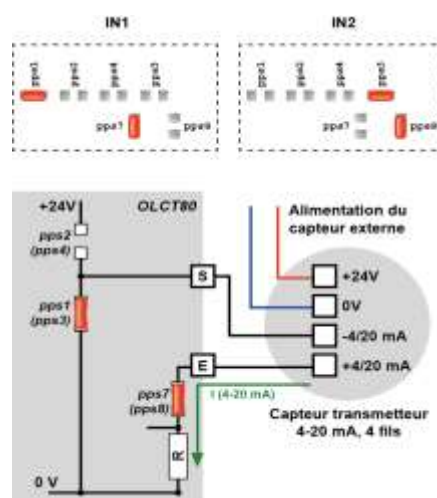 IN1
IN2
pps1
pps2
pps4
pps3
pps7
pps8
pps1
pps2
pps4
pps3
pps7
pps8
+24V
OLCT80
Alimentation du
capteur externe
pps2
(pps4)
S
+24V
0V
pps1
(pps3)
-4/20 mA
E
+4/20 mA
pps7
(pps8)
I (4-20 mA)
Capteur transmetteur
4-20 mA, 4 fils
R
0 V